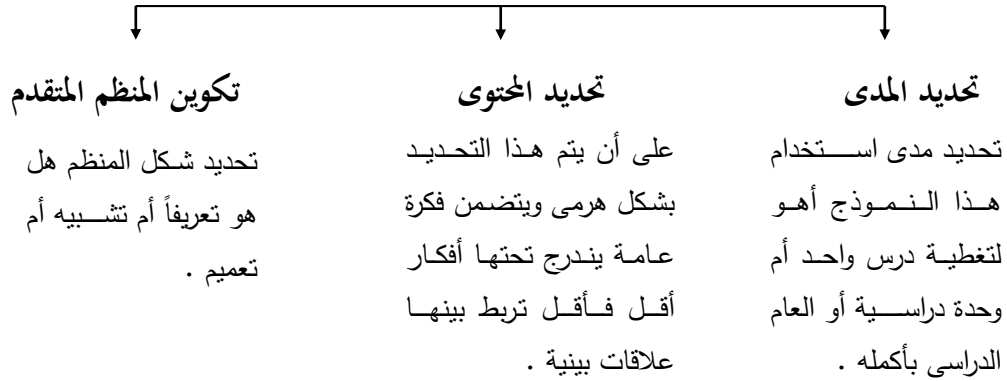 تحديد المدى
تحديد مدى استخدام
هذا النموذج أهو
لتغطية درس واحد أم
وحدة دراسية أو العام
الدراسى بأكمله .
تحديد المحتوى
على أن يتم هذا التحديد
بشكل هرمى ويتضمن فكرة
عامة يندرج تحتها أفكار
أقل فأقل تربط بينها
علاقات بينية .
تكوين المنظم المتقدم
تحديد شكل المنظم هل
هو تعريفاً أم تشبيه أم
تعميم .